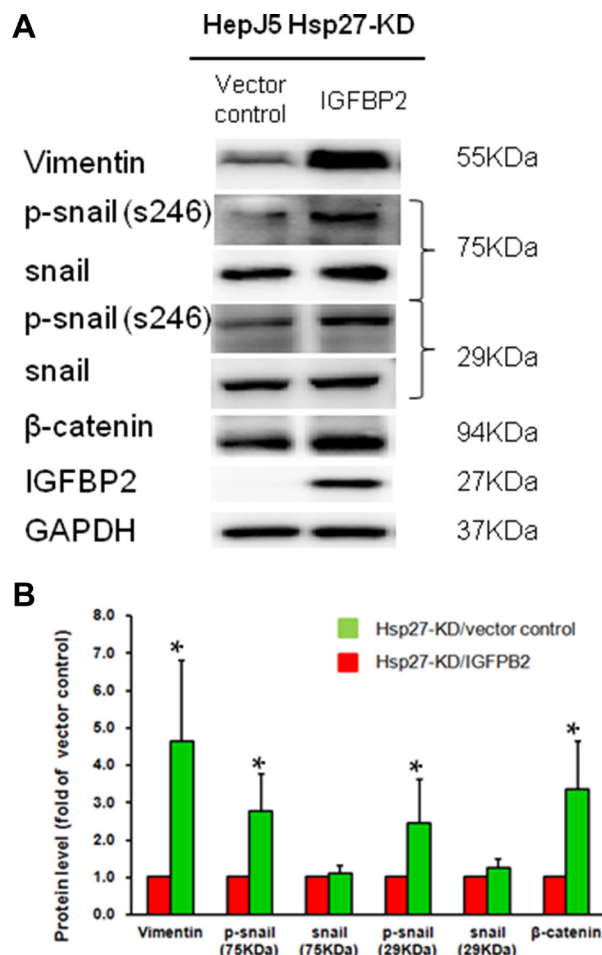 A
HepJ5 Hsp27-KD
Vector
control
IGFBP2
Vimentin
55KDa
p-snail (s246)
75KDa
snail
p-snail (s246)
29KDa
snail
β-catenin
94KDa
IGFBP2
27KDa
GAPDH
37KDa
B
Protein level (fold of vector control)
8.0
7.0
6.0
5.0
4.0
3.0
2.0
1.0
0.0
Hsp27-KD/vector control
Hsp27-KD/IGFPB2
*
*
*
*
Vimentin
p-snail
(75KDa)
snail
(75KDa)
p-snail
(29KDa)
snail
(29KDa)
β-catenin